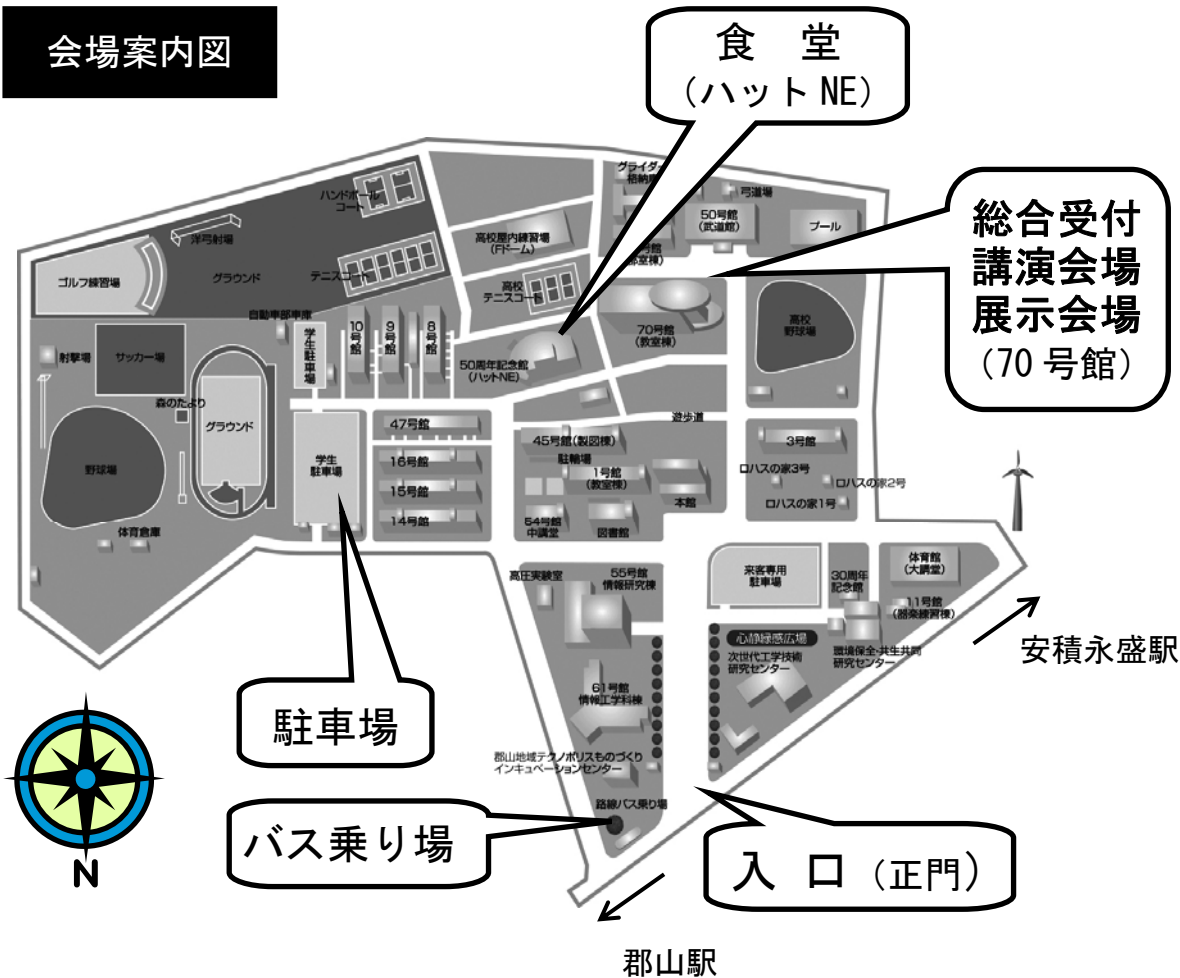 会場案内図
食 堂
(ハット NE)
総合受付
講演会場
展示会場
(70 号館)
グライダー
格納庫
弓道場
ハンドボール
コート
50号館
(武道館)
プール
洋弓射場
高校屋内練習場
(Fドーム)
号館
(部室棟)
ゴルフ練習場
グラウンド
テニスコート
高校
テニスコート
自動車部車庫
学生
駐車場
10号館
9号館
8号館
50周年記念館
(ハットNE)
70号館
(教室棟)
高校
野球場
射撃場
サッカー場
森のたより
グラウンド
野球場
体育倉庫
学生
駐車場
47号館
16号館
15号館
14号館
遊歩道
45号館(製図棟)
駐輪場
1号館
(教室棟)
本館
54号館
中講堂
図書館
3号館
ロハスの家3号
ロハスの家2号
ロハスの家1号
高圧実験室
55号館
情報研究棟
来客専用
駐車場
30周年
記念館
体育館
(大講堂)
11号館
(器楽練習棟)
心静緑感広場
次世代工学技術
研究センター
環境保全・共生共同
研究センター
安積永盛駅
61号館
情報工学科棟
駐車場
郡山地域テクノポリスものづくり
インキュベーションセンター
路線バス乗り場
バス乗り場
入 口 (正門)
N
郡山駅